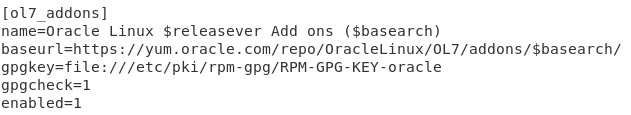 [ol7_addons]
name=Oracle Linux $releasever Add ons ($basearch)
baseurl=https://yum.oracle.com/repo/OracleLinux/OL7/addons/$basearch/
gpgkey=file:///etc/pki/rpm-gpg/RPM-GPG-KEY-oracle
gpgcheck=1
enabled=1